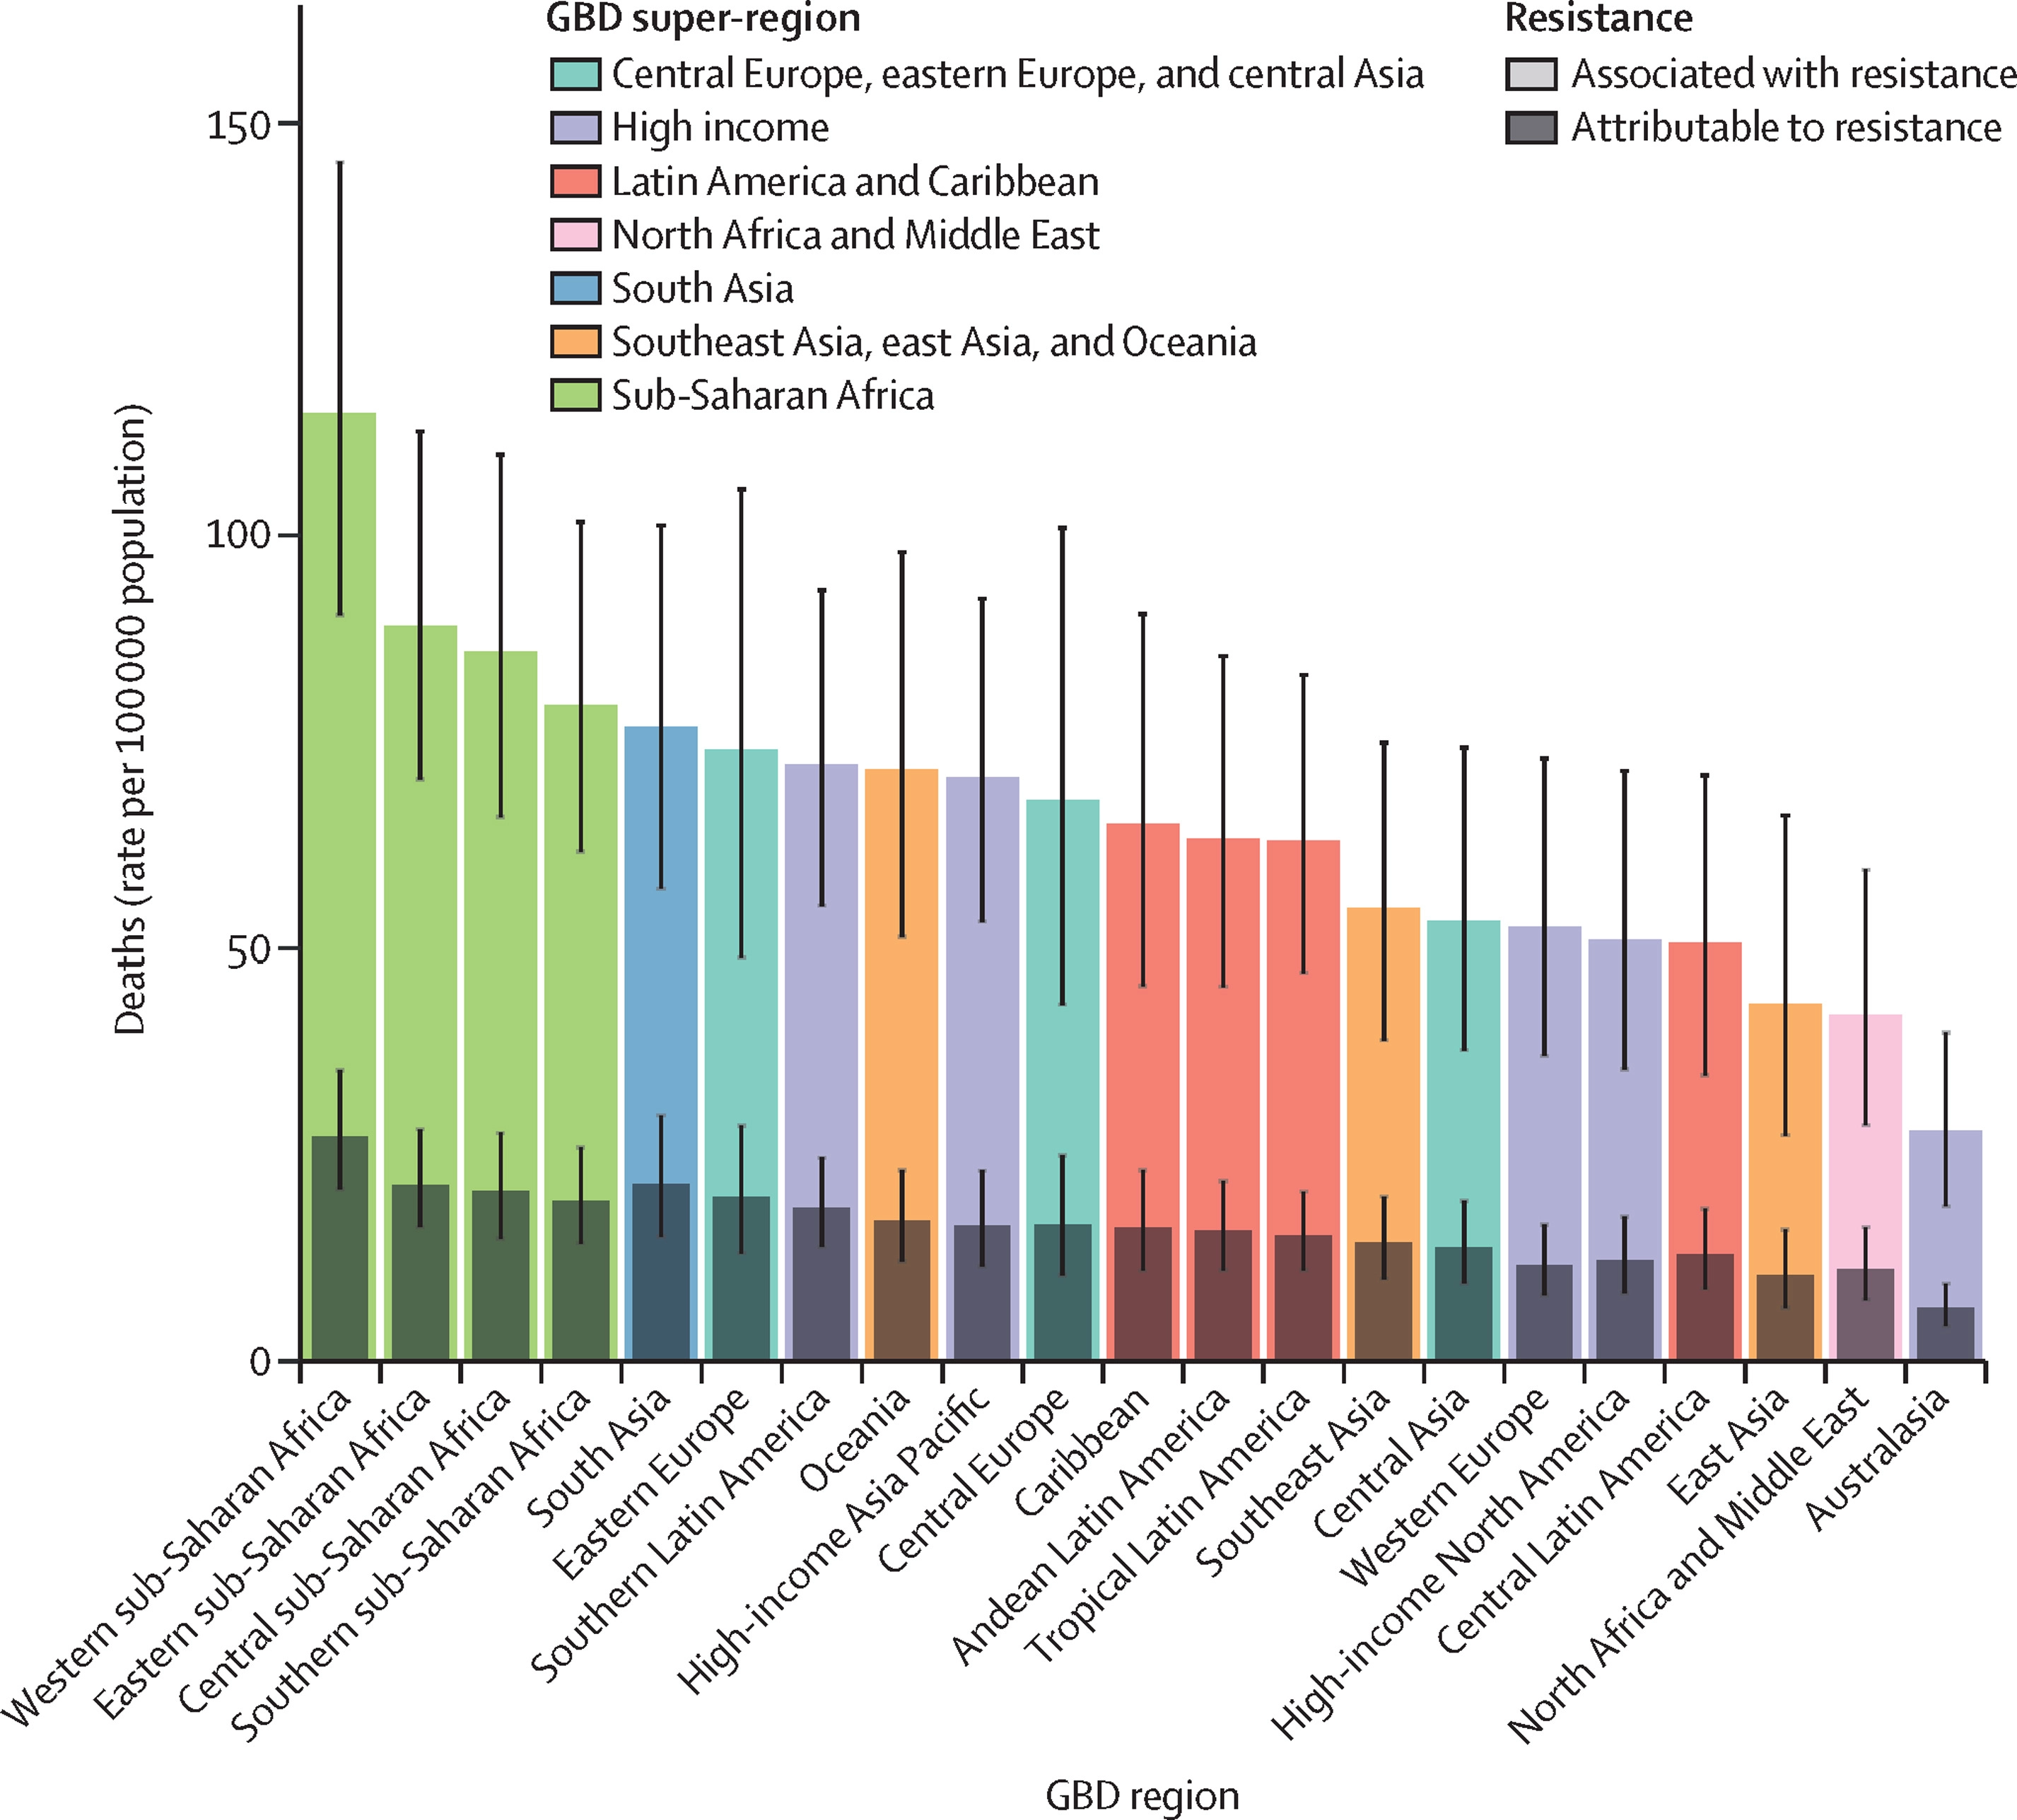 GBD super-region
Central Europe, eastern Europe, and central Asia
High income
Latin America and Caribbean
North Africa and Middle East
South Asia
Southeast Asia, east Asia, and Oceania
Sub-Saharan Africa
Resistance
Associated with resistance
Attributable to resistance
Deaths (rate per 100 000 population)
150
100
50
0
Western sub-Saharan Africa
Eastern sub-Saharan Africa
Central sub-Saharan Africa
Southern sub-Saharan Africa
South Asia
Eastern Europe
Southern Latin America
Oceania
High-income Asia Pacific
Central Europe
Caribbean
Andean Latin America
Tropical Latin America
Southeast Asia
Central Asia
Western Europe
High-income North America
Central Latin America
East Asia
North Africa and Middle East
Australasia
GBD region